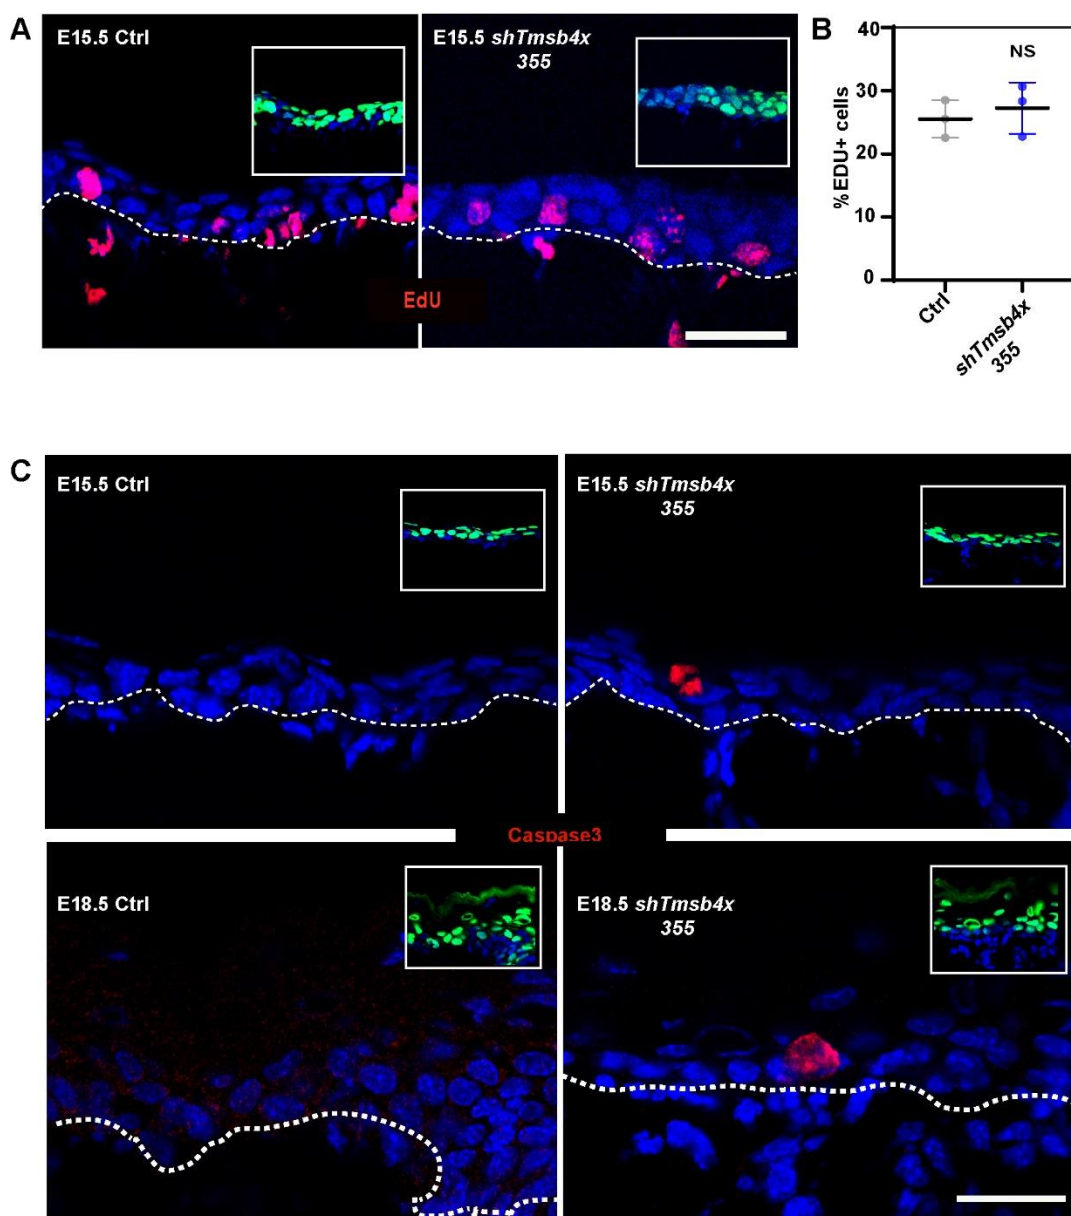 A
E15.5 Ctrl
E15.5 shTmsb4x
355
EdU
B
40
30
20
10
0
%EDU+ cells
NS
Ctrl
shTmsb4x
355
C
E15.5 Ctrl
E15.5 shTmsb4x
355
Caspase3
E18.5 Ctrl
E18.5 shTmsb4x
355